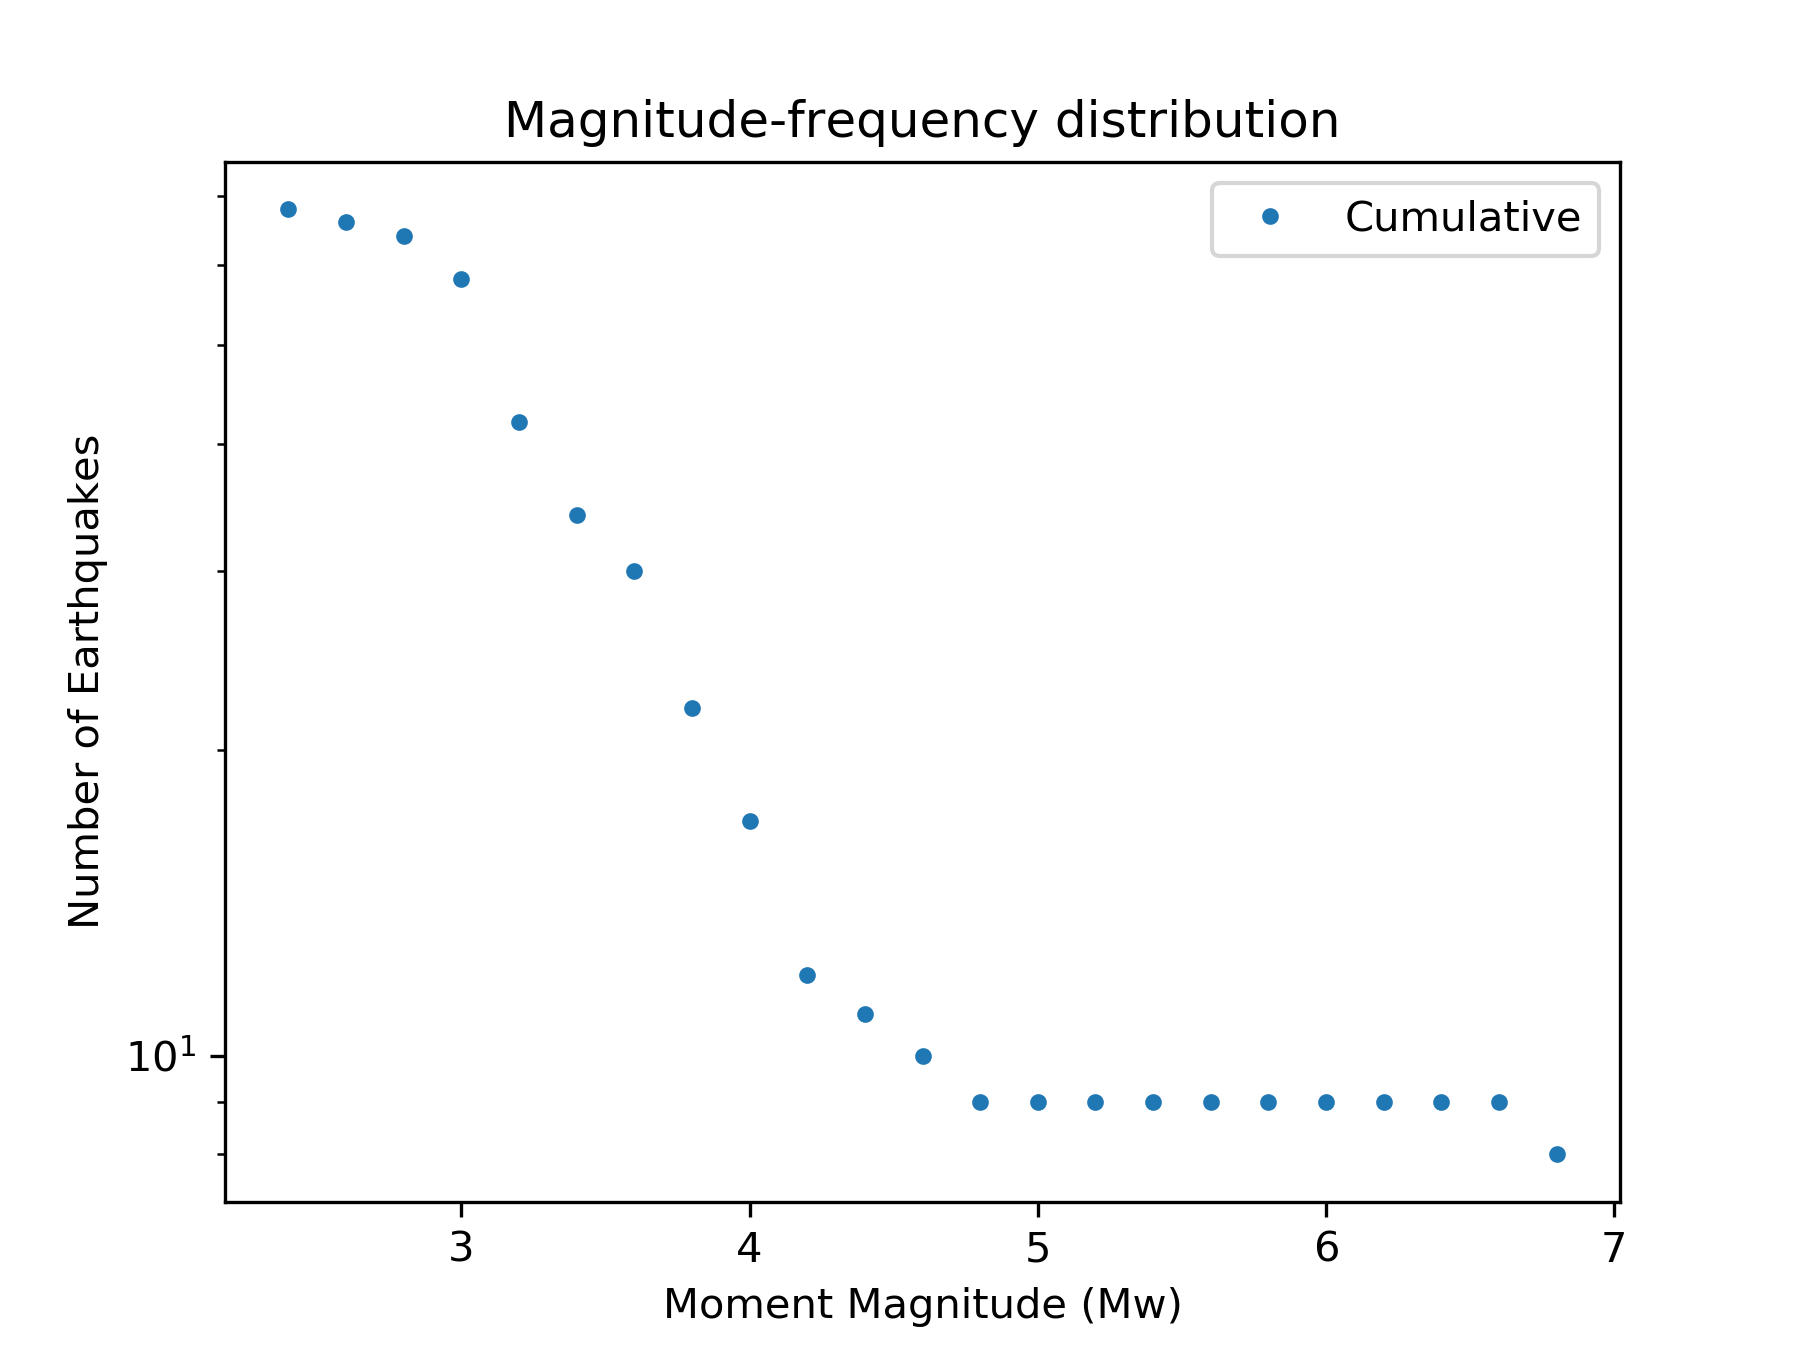 Magnitude-frequency distribution
Cumulative
Number of Earthquakes
10¹
3 4 5 6 7
Moment Magnitude (Mw)